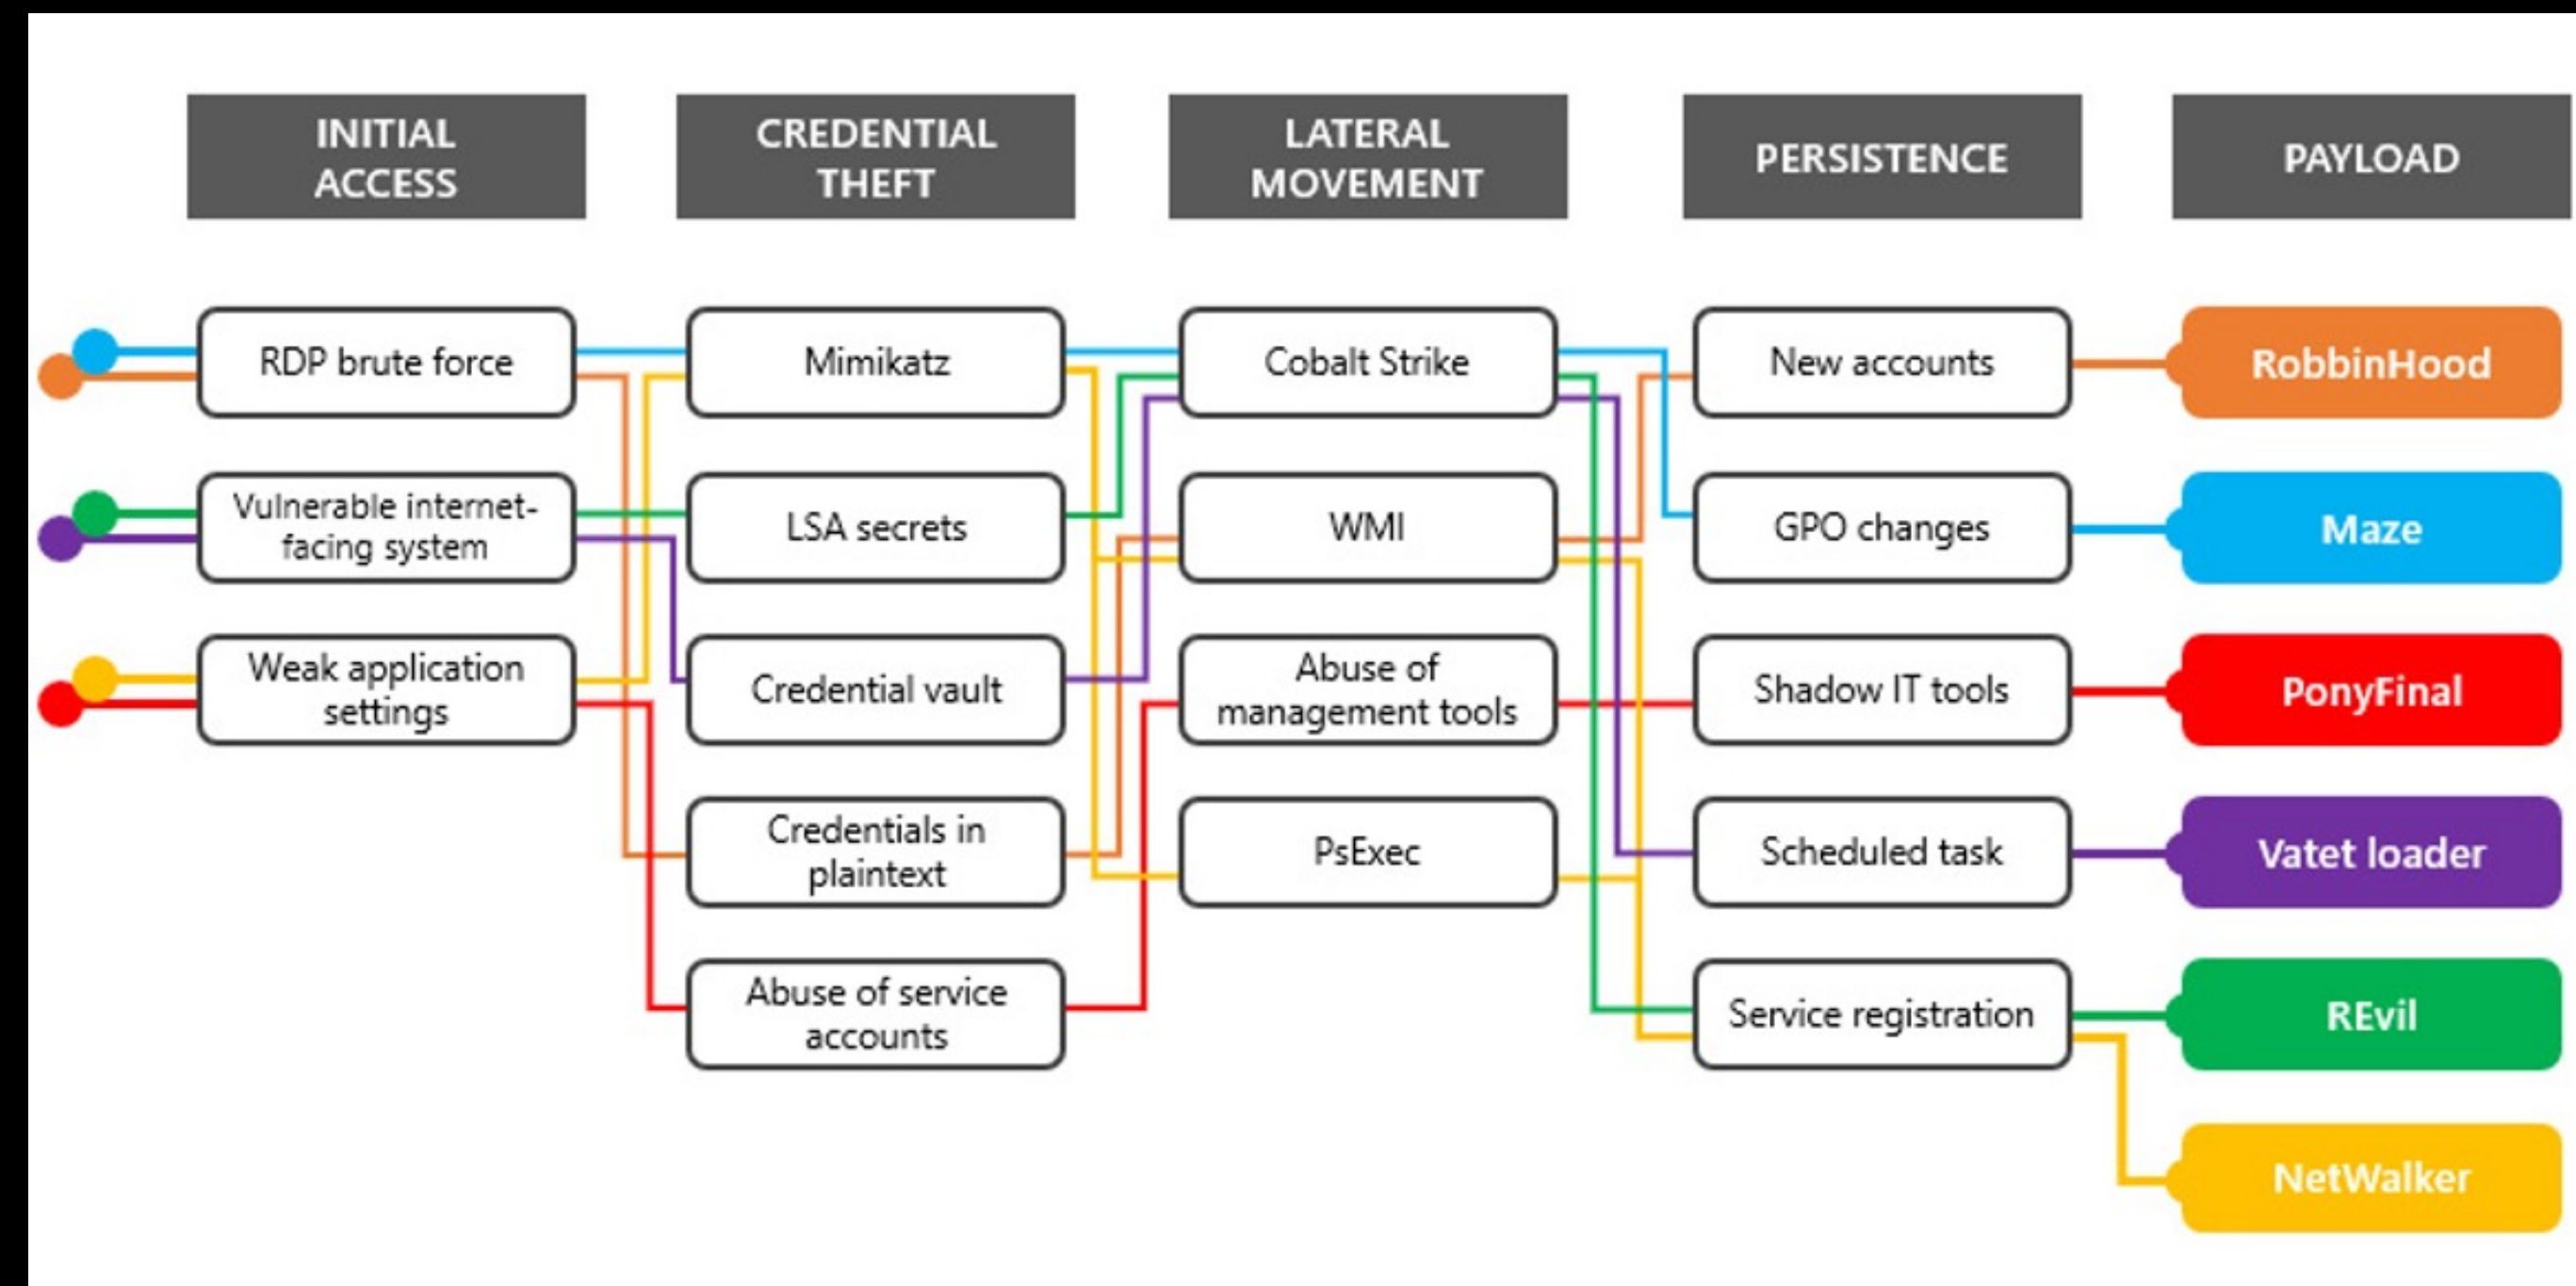 INITIAL
ACCESS
CREDENTIAL
THEFT
LATERAL
MOVEMENT
PERSISTENCE
PAYLOAD
RDP brute force
Mimikatz
Cobalt Strike
New accounts
RobbinHood
Vulnerable internet-
facing system
LSA secrets
WMI
GPO changes
Maze
Weak application
settings
Credential vault
Abuse of
management tools
Shadow IT tools
PonyFinal
Credentials in
plaintext
PsExec
Scheduled task
Vatet loader
Abuse of service
accounts
Service registration
REvil
NetWalker